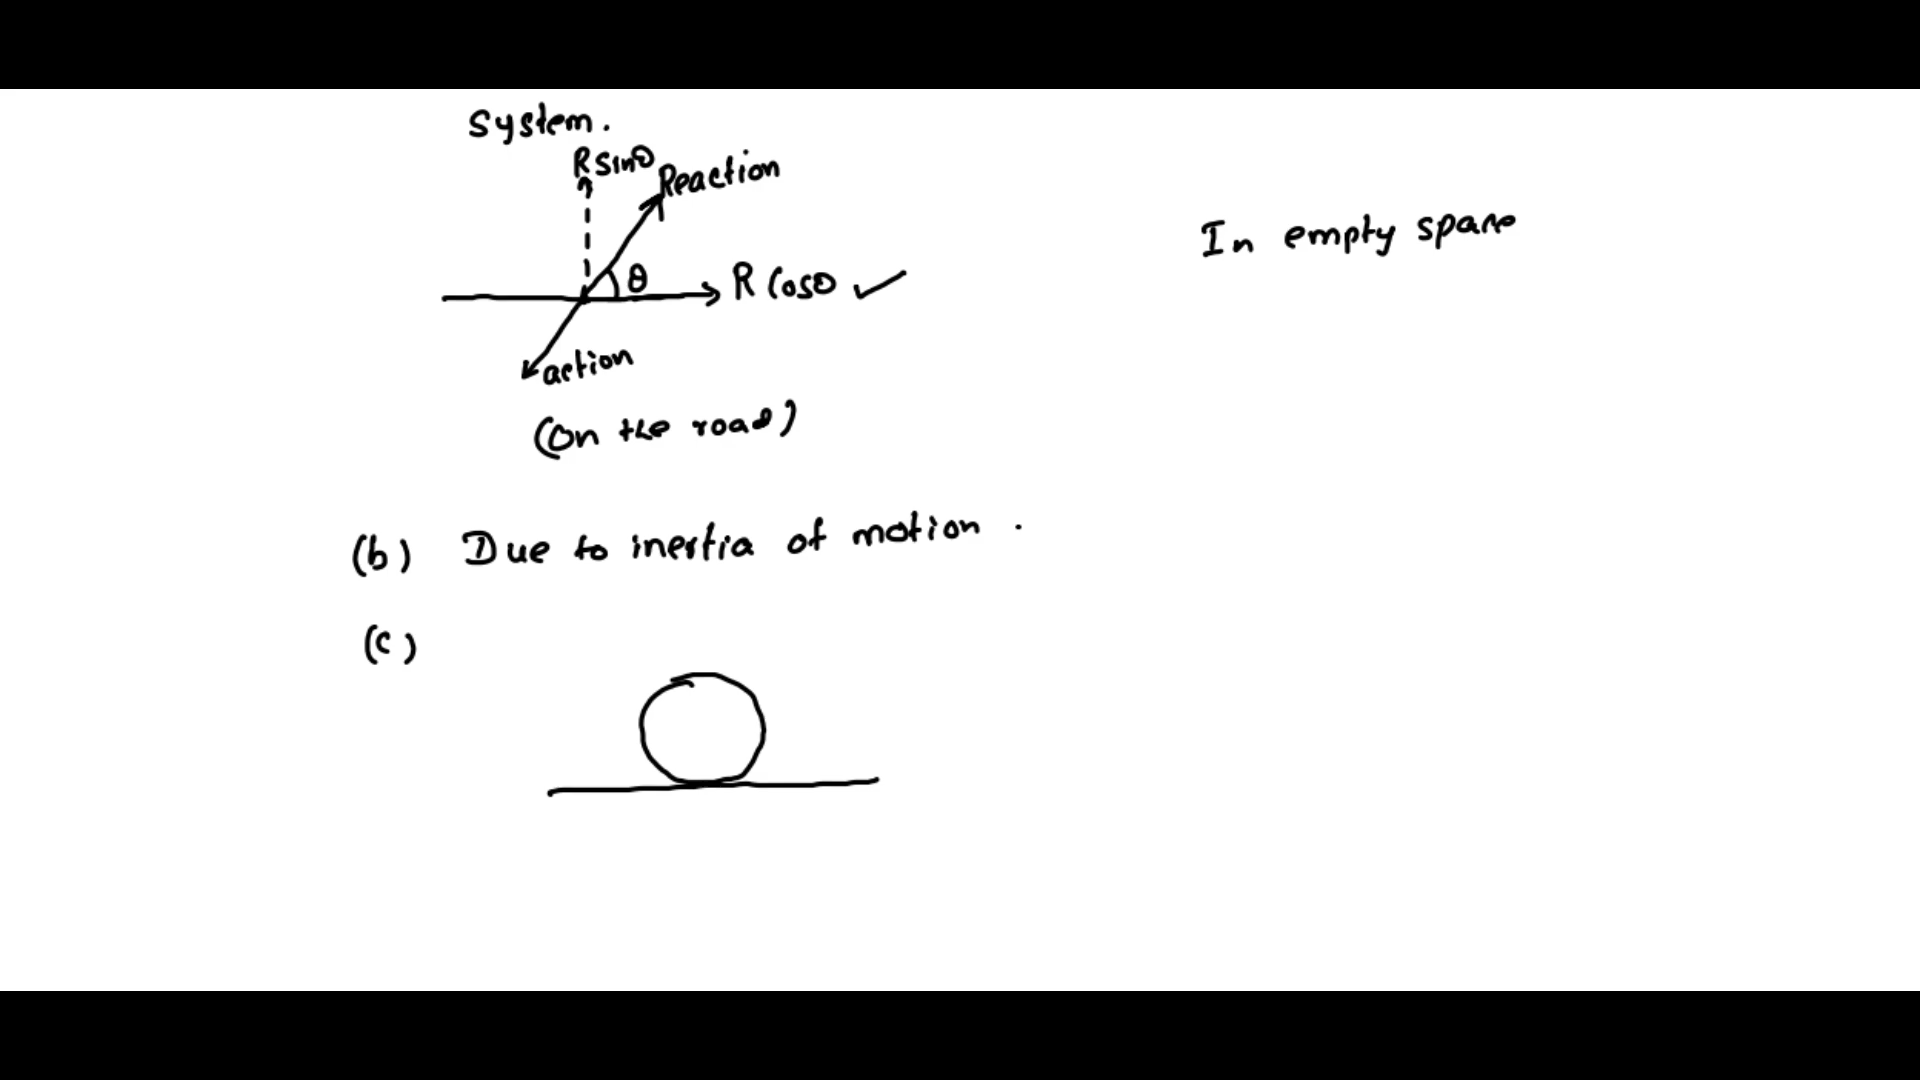 System.
R sinθ
Reaction
In empty space
θ
R Cosθ
action
(On the road)
(b) Due to inertia of motion.
(c)